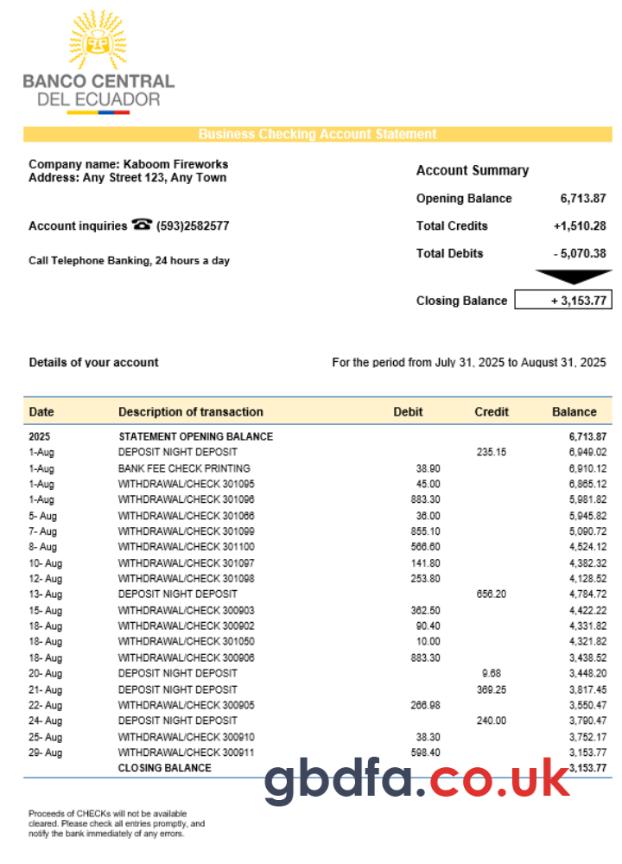 BANCO CENTRAL
DEL ECUADOR
Business Checking Account Statement
Company name: Kaboom Fireworks
Address: Any Street 123, Any Town
Account inquiries ☎ (593)2582577
Call Telephone Banking, 24 hours a day
Account Summary
Opening Balance 6,713.87
Total Credits +1,510.28
Total Debits - 5,070.38
Closing Balance + 3,153.77
Details of your account For the period from July 31, 2025 to August 31, 2025
Date Description of transaction Debit Credit Balance
2025 STATEMENT OPENING BALANCE 6,713.87
1-Aug DEPOSIT NIGHT DEPOSIT 235.15 6,949.02
1-Aug BANK FEE CHECK PRINTING 38.90 6,910.12
1-Aug WITHDRAWAL/CHECK 301095 45.00 6,865.12
1-Aug WITHDRAWAL/CHECK 301096 883.30 5,981.82
5- Aug WITHDRAWAL/CHECK 301066 36.00 5,945.82
7- Aug WITHDRAWAL/CHECK 301099 855.10 5,090.72
8- Aug WITHDRAWAL/CHECK 301100 566.60 4,524.12
10- Aug WITHDRAWAL/CHECK 301097 141.80 4,382.32
12- Aug WITHDRAWAL/CHECK 301098 253.80 4,128.52
13- Aug DEPOSIT NIGHT DEPOSIT 656.20 4,784.72
15- Aug WITHDRAWAL/CHECK 300903 362.50 4,422.22
18- Aug WITHDRAWAL/CHECK 300902 90.40 4,331.82
18- Aug WITHDRAWAL/CHECK 301050 10.00 4,321.82
18- Aug WITHDRAWAL/CHECK 300906 883.30 3,438.52
20- Aug DEPOSIT NIGHT DEPOSIT 9.68 3,448.20
21- Aug DEPOSIT NIGHT DEPOSIT 369.25 3,817.45
22- Aug WITHDRAWAL/CHECK 300905 266.98 3,550.47
24- Aug DEPOSIT NIGHT DEPOSIT 240.00 3,790.47
25- Aug WITHDRAWAL/CHECK 300910 38.30 3,752.17
29- Aug WITHDRAWAL/CHECK 300911 598.40 3,153.77
CLOSING BALANCE 3,153.77
gbdfa.co.uk
Proceeds of CHECKs will not be available
cleared. Please check all entries promptly, and
notify the bank immediately of any errors.